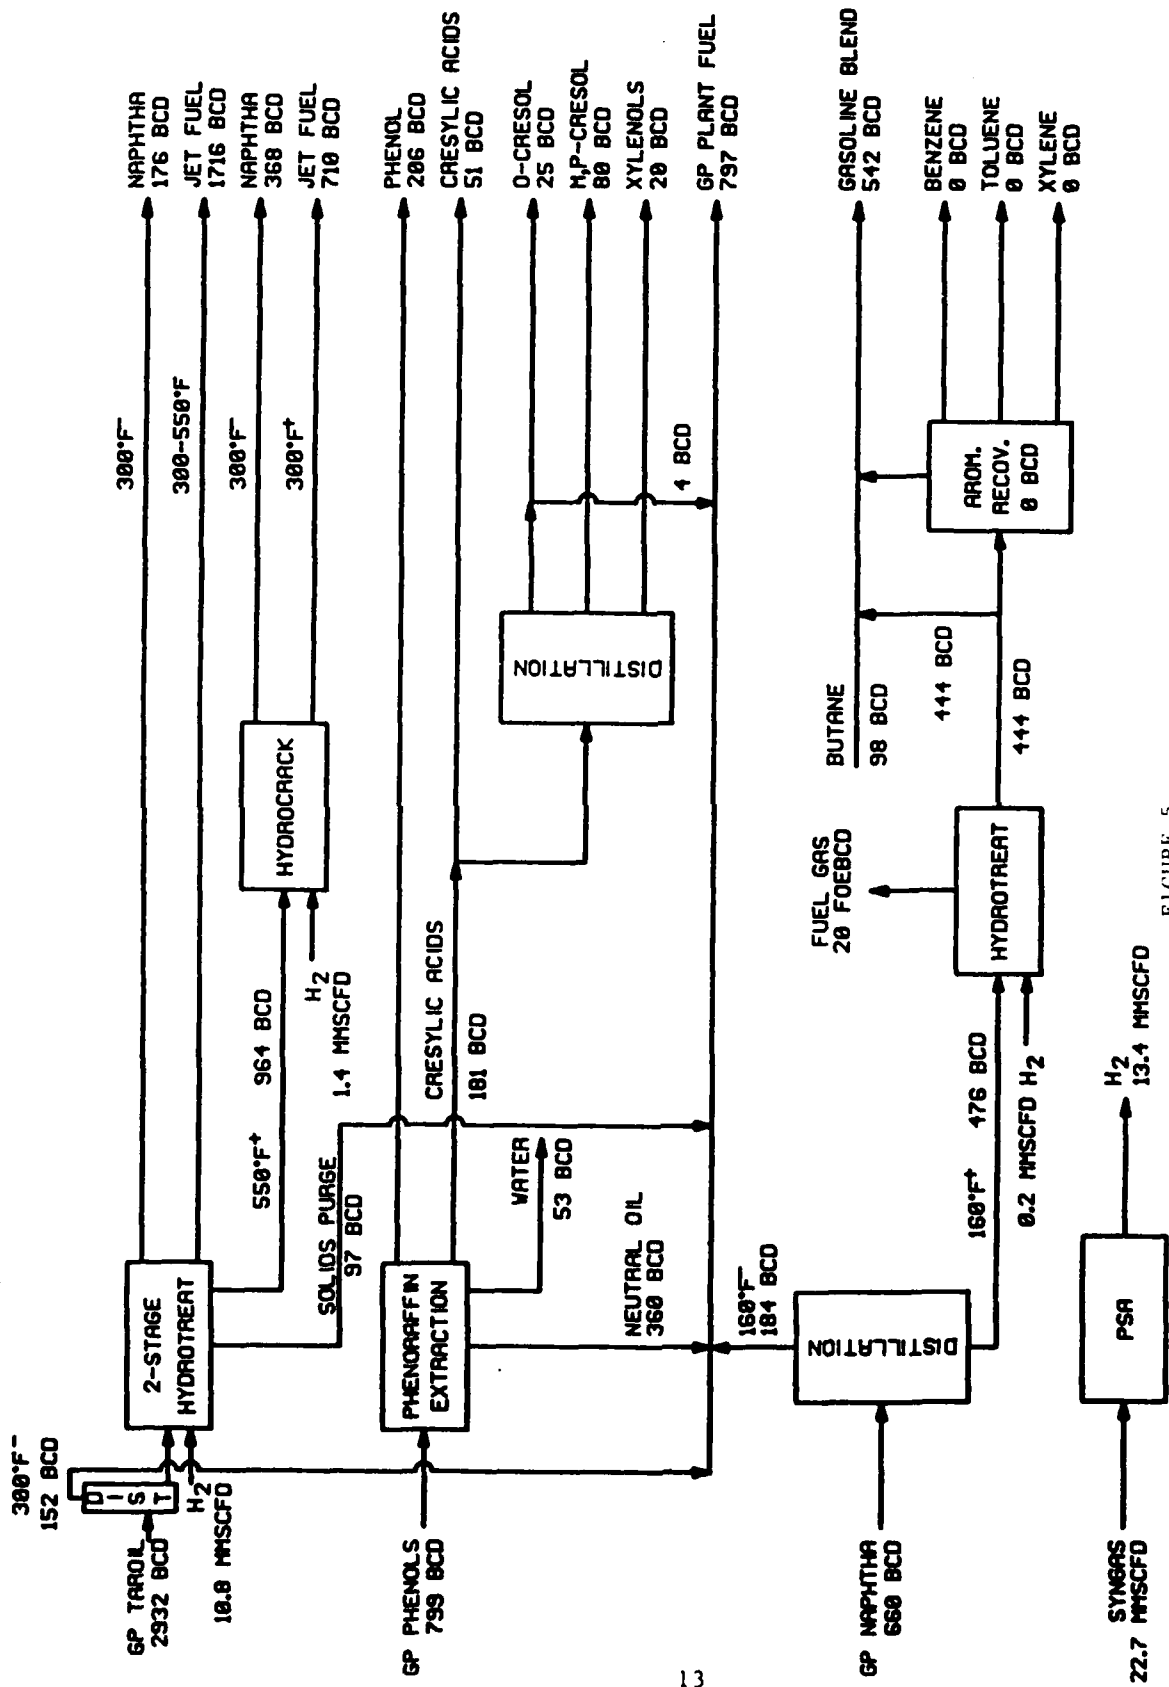 300°F-
152 BCD
GP TAROIL
2932 BCD
D
I
S
T
H2
10.8 MMSCFD
2-STAGE
HYDROTREAT
300°F-
NAPHTHA
176 BCD
300-550°F
JET FUEL
1716 BCD
550°F+
964 BCD
H2
1.4 MMSCFD
HYDROCRACK
300°F-
NAPHTHA
368 BCD
300°F+
JET FUEL
710 BCD
SOLIDS PURGE
97 BCD
GP PHENOLS
799 BCD
PHENORAFFIN
EXTRACTION
PHENOL
206 BCD
CRESYLIC ACIDS
181 BCD
CRESYLIC ACIDS
51 BCD
WATER
53 BCD
DISTILLATION
O-CRESOL
25 BCD
M,P-CRESOL
80 BCD
XYLENOLS
20 BCD
4 BCD
NEUTRAL OIL
360 BCD
GP PLANT FUEL
797 BCD
160°F-
184 BCD
GP NAPHTHA
660 BCD
DISTILLATION
160°F+
476 BCD
0.2 MMSCFD H2
HYDROTREAT
FUEL GAS
20 FOEBCD
BUTANE
98 BCD
444 BCD
444 BCD
AROM.
RECOV.
0 BCD
GASOLINE BLEND
542 BCD
BENZENE
0 BCD
TOLUENE
0 BCD
XYLENE
0 BCD
SYNGAS
22.7 MMSCFD
PSA
H2
13.4 MMSCFD
FIGURE 5
13